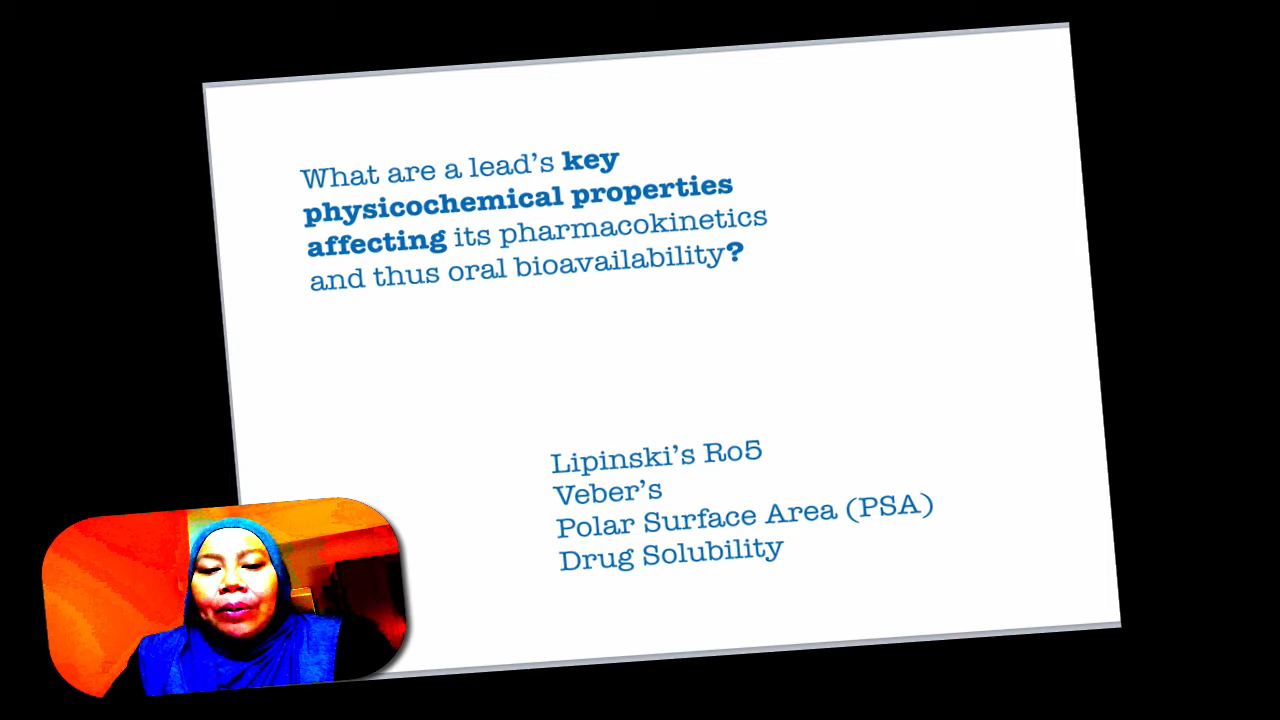 What are a lead’s key
physicochemical properties
affecting its pharmacokinetics
and thus oral bioavailability?
Lipinski’s Ro5
Veber’s
Polar Surface Area (PSA)
Drug Solubility